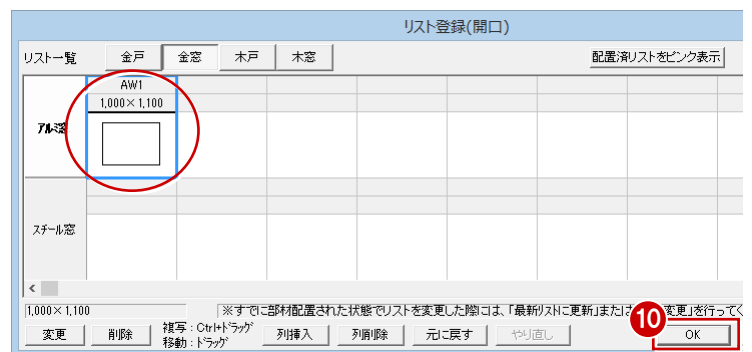 リスト登録(開口)
リスト一覧 金戸 金窓 木戸 木窓 配置済リストをピンク表示
AW1
1,000×1,100
アルミ窓
スチール窓
<
1,000×1,100 ※すでに部材配置された状態でリストを変更した際には、「最新リストに更新」または 変更」を行って
10
変更 削除 複写:Ctrl+ドラッグ 列挿入 列削除 元に戻す やり直し OK
移動:ドラッグ